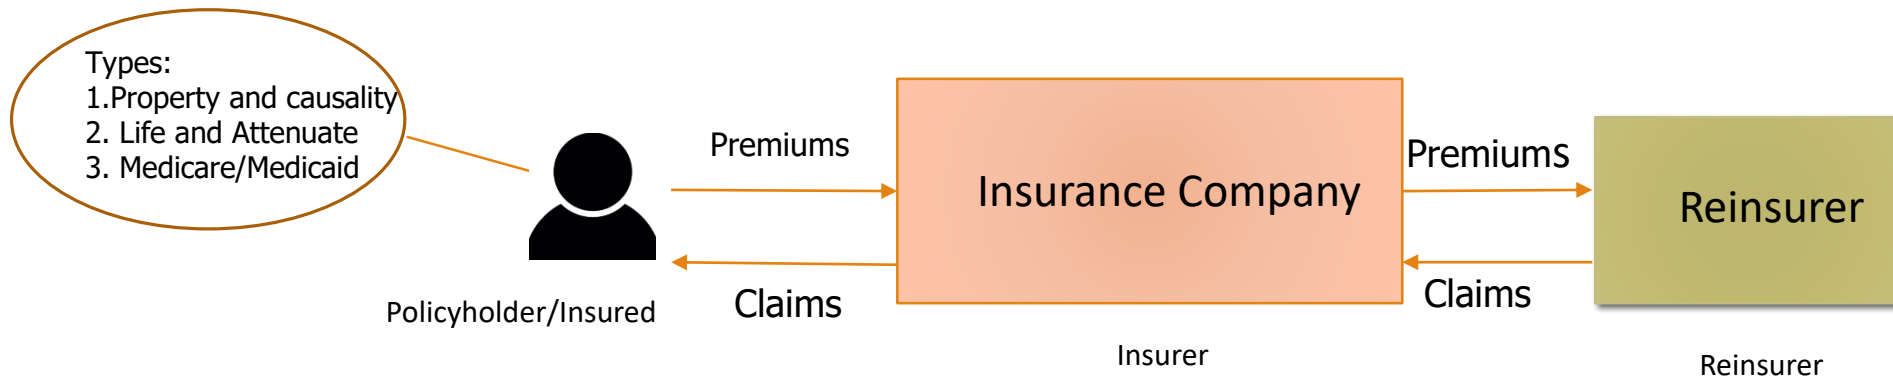 Types:
1.Property and causality
2. Life and Attenuate
3. Medicare/Medicaid
Policyholder/Insured
Premiums
Claims
Insurance Company
Insurer
Premiums
Claims
Reinsurer
Reinsurer